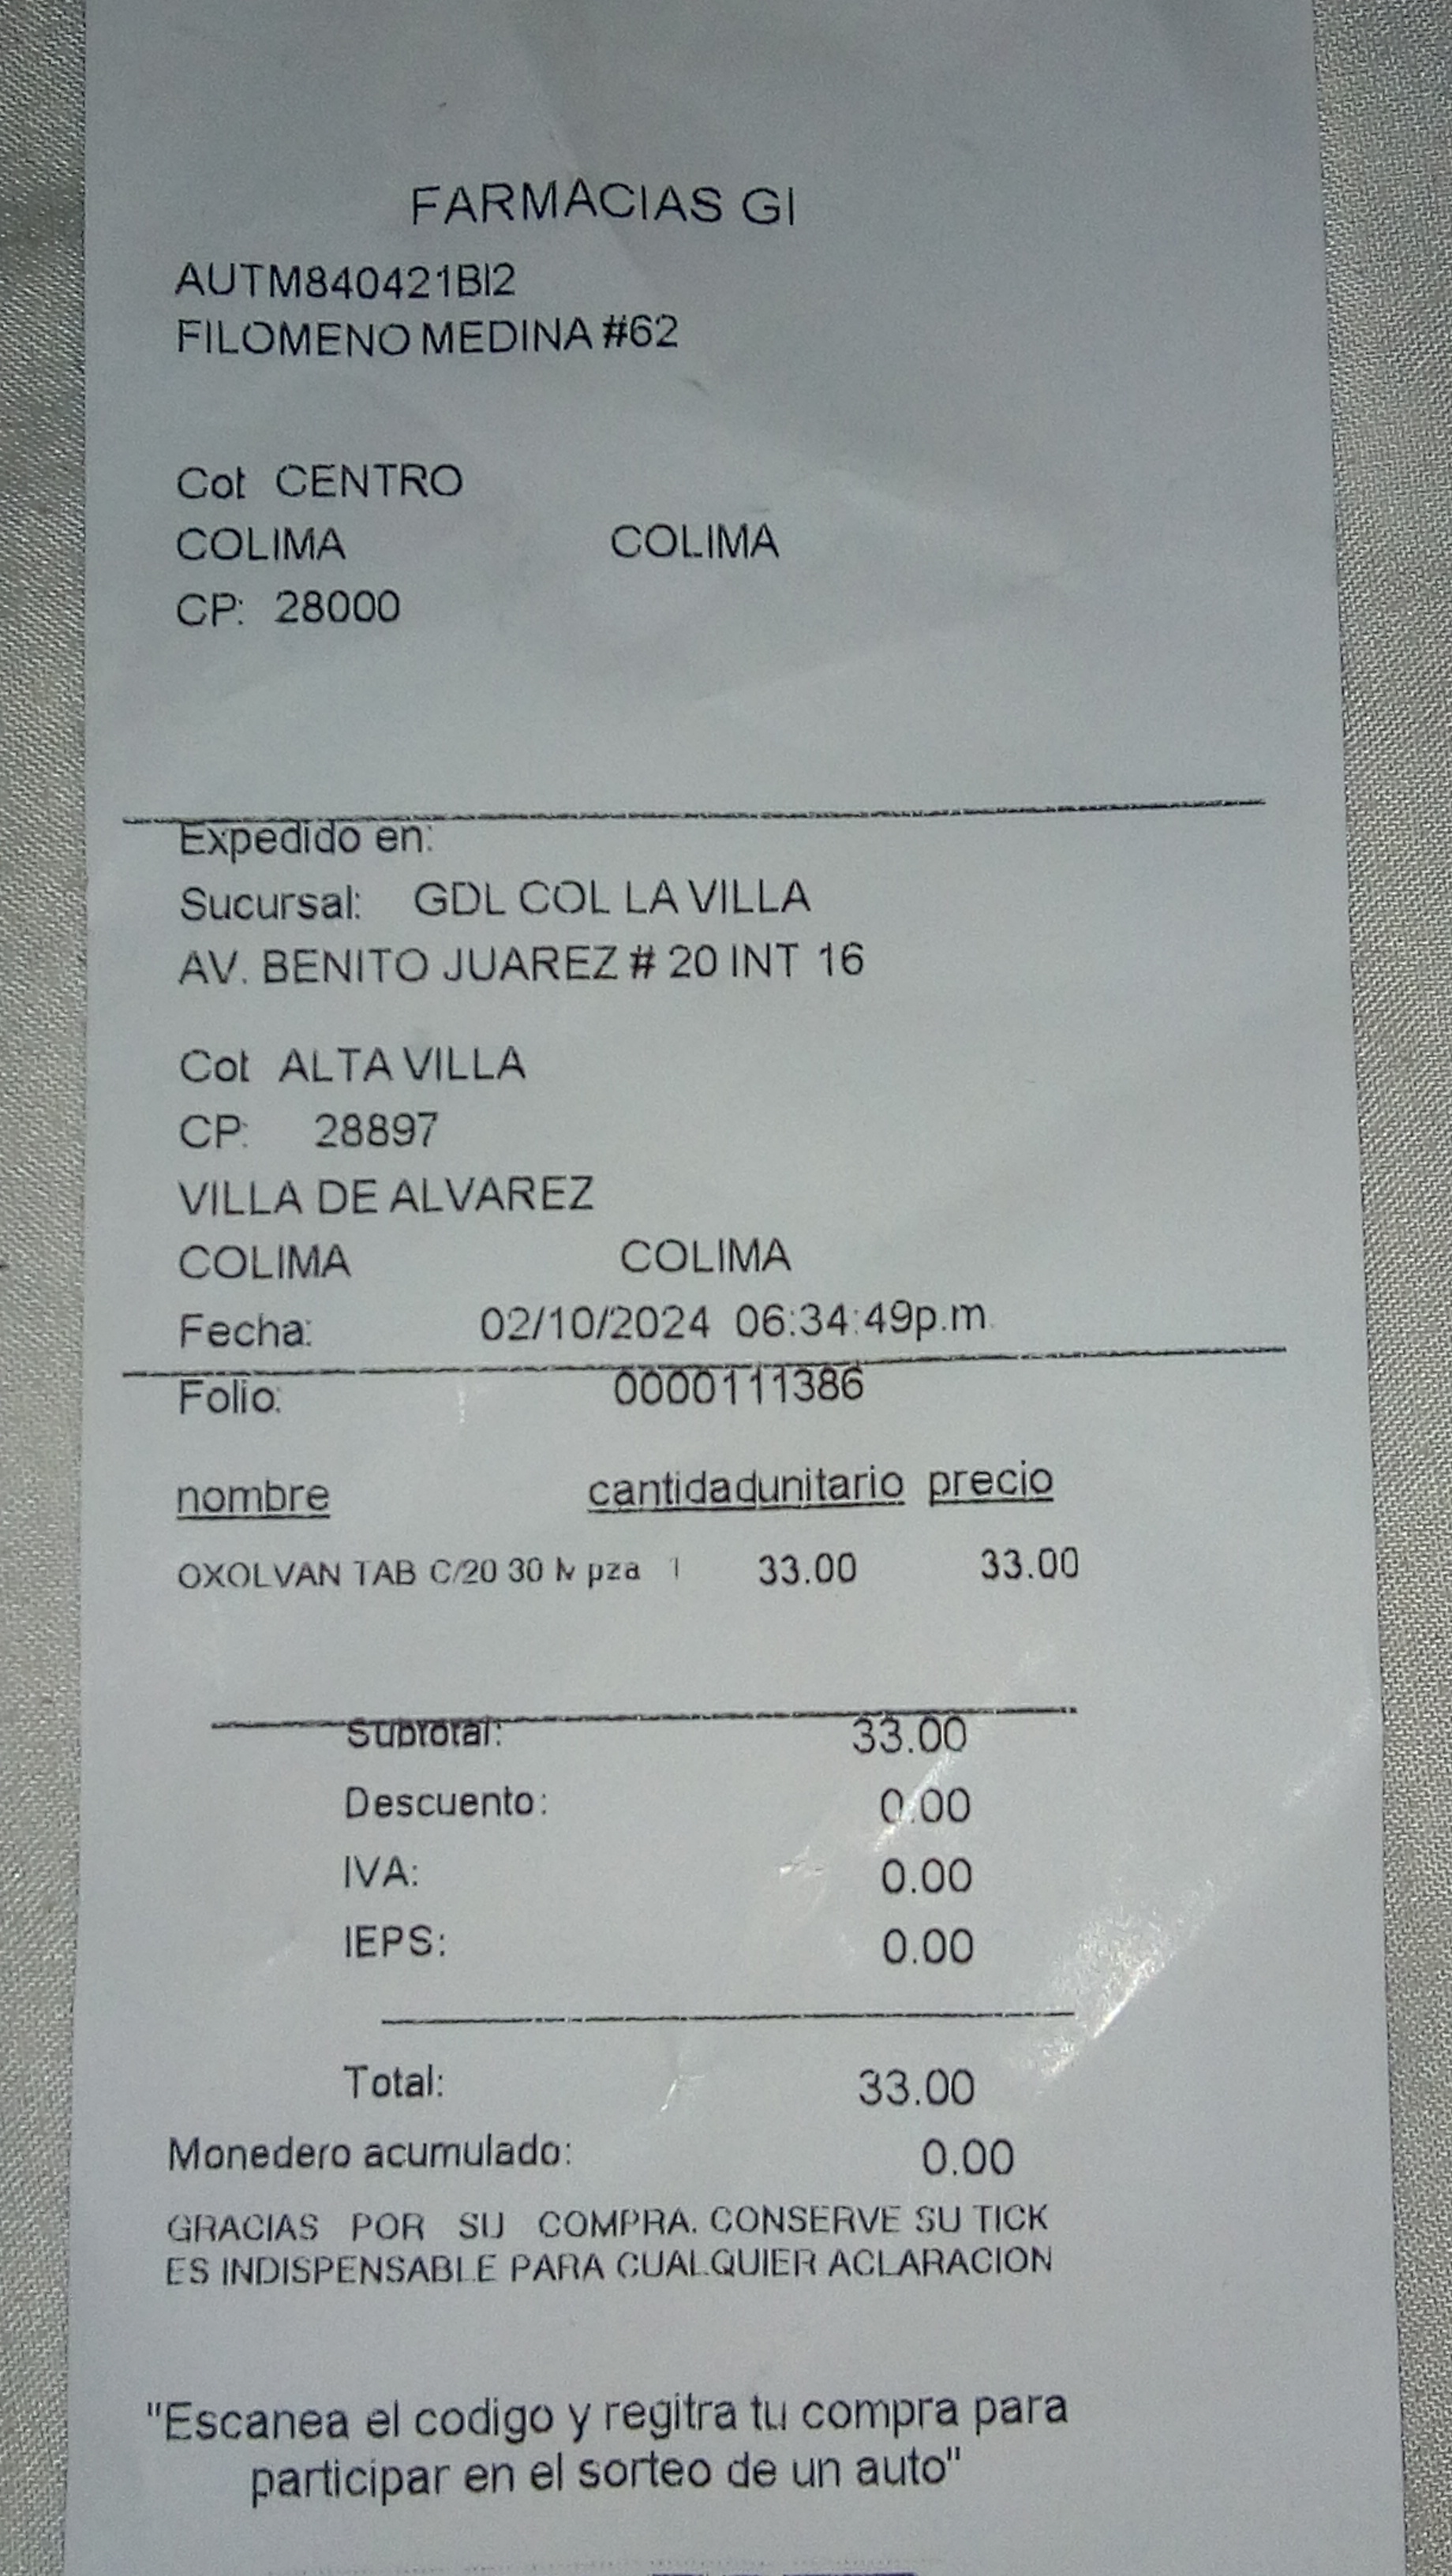 FARMACIAS GI
AUTM840421BI2
FILOMENO MEDINA #62
Cot CENTRO
COLIMA COLIMA
CP: 28000
Expedido en:
Sucursal: GDL COL LA VILLA
AV. BENITO JUAREZ # 20 INT 16
Cot ALTA VILLA
CP: 28897
VILLA DE ALVAREZ
COLIMA COLIMA
Fecha: 02/10/2024 06:34:49p.m.
Folio: 0000111386
nombre cantidad unitario precio
OXOLVAN TAB C/20 30 pza 1 33.00 33.00
Subtotal: 33.00
Descuento: 0.00
IVA: 0.00
IEPS: 0.00
Total: 33.00
Monedero acumulado: 0.00
GRACIAS POR SU COMPRA. CONSERVE SU TICK
ES INDISPENSABLE PARA CUALQUIER ACLARACION
"Escanea el codigo y regitra tu compra para
participar en el sorteo de un auto"